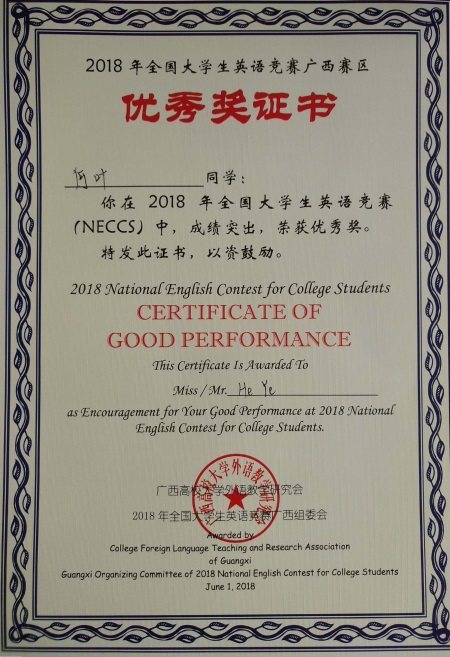 2018 年全国大学生英语竞赛广西赛区
优秀奖证书
何叶 同学:
你在 2018 年全国大学生英语竞赛
(NECCS) 中, 成绩突出, 荣获优秀奖。
特发此证书, 以资鼓励。
2018 National English Contest for College Students
CERTIFICATE OF
GOOD PERFORMANCE
This Certificate Is Awarded To
Miss / Mr. He Ye
as Encouragement for Your Good Performance at 2018 National
English Contest for College Students.
广西高校大学外语教学研究会
2018 年全国大学生英语竞赛广西组委会
Awarded by
College Foreign Language Teaching and Research Association
of Guangxi
Guangxi Organizing Committee of 2018 National English Contest for College Students
June 1, 2018